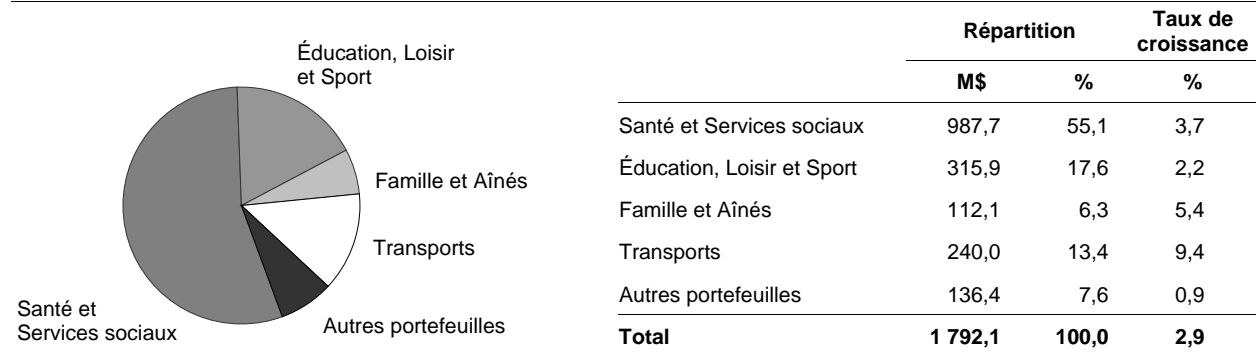 Éducation, Loisir
et Sport
Famille et Aînés
Transports
Autres portefeuilles
Santé et
Services sociaux
Répartition Taux de
croissance
M$ % %
Santé et Services sociaux 987,7 55,1 3,7
Éducation, Loisir et Sport 315,9 17,6 2,2
Famille et Aînés 112,1 6,3 5,4
Transports 240,0 13,4 9,4
Autres portefeuilles 136,4 7,6 0,9
Total 1 792,1 100,0 2,9